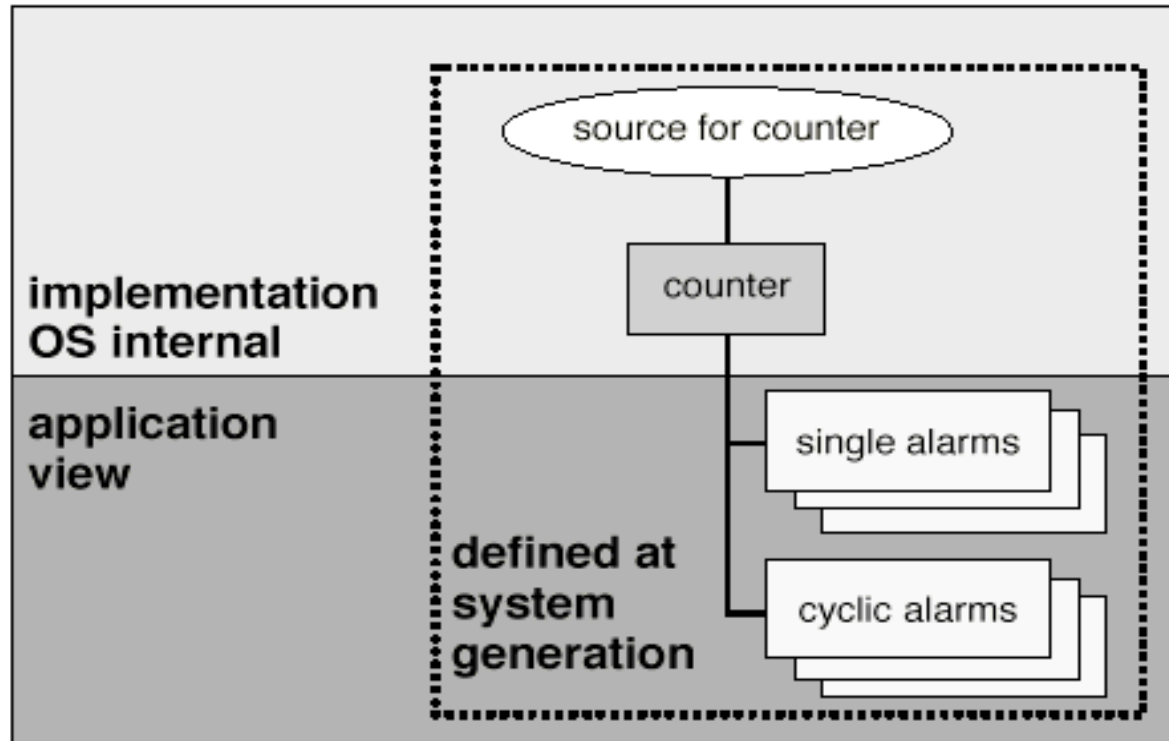 source for counter
counter
implementation
OS internal
application
view
single alarms
defined at
system
generation
cyclic alarms